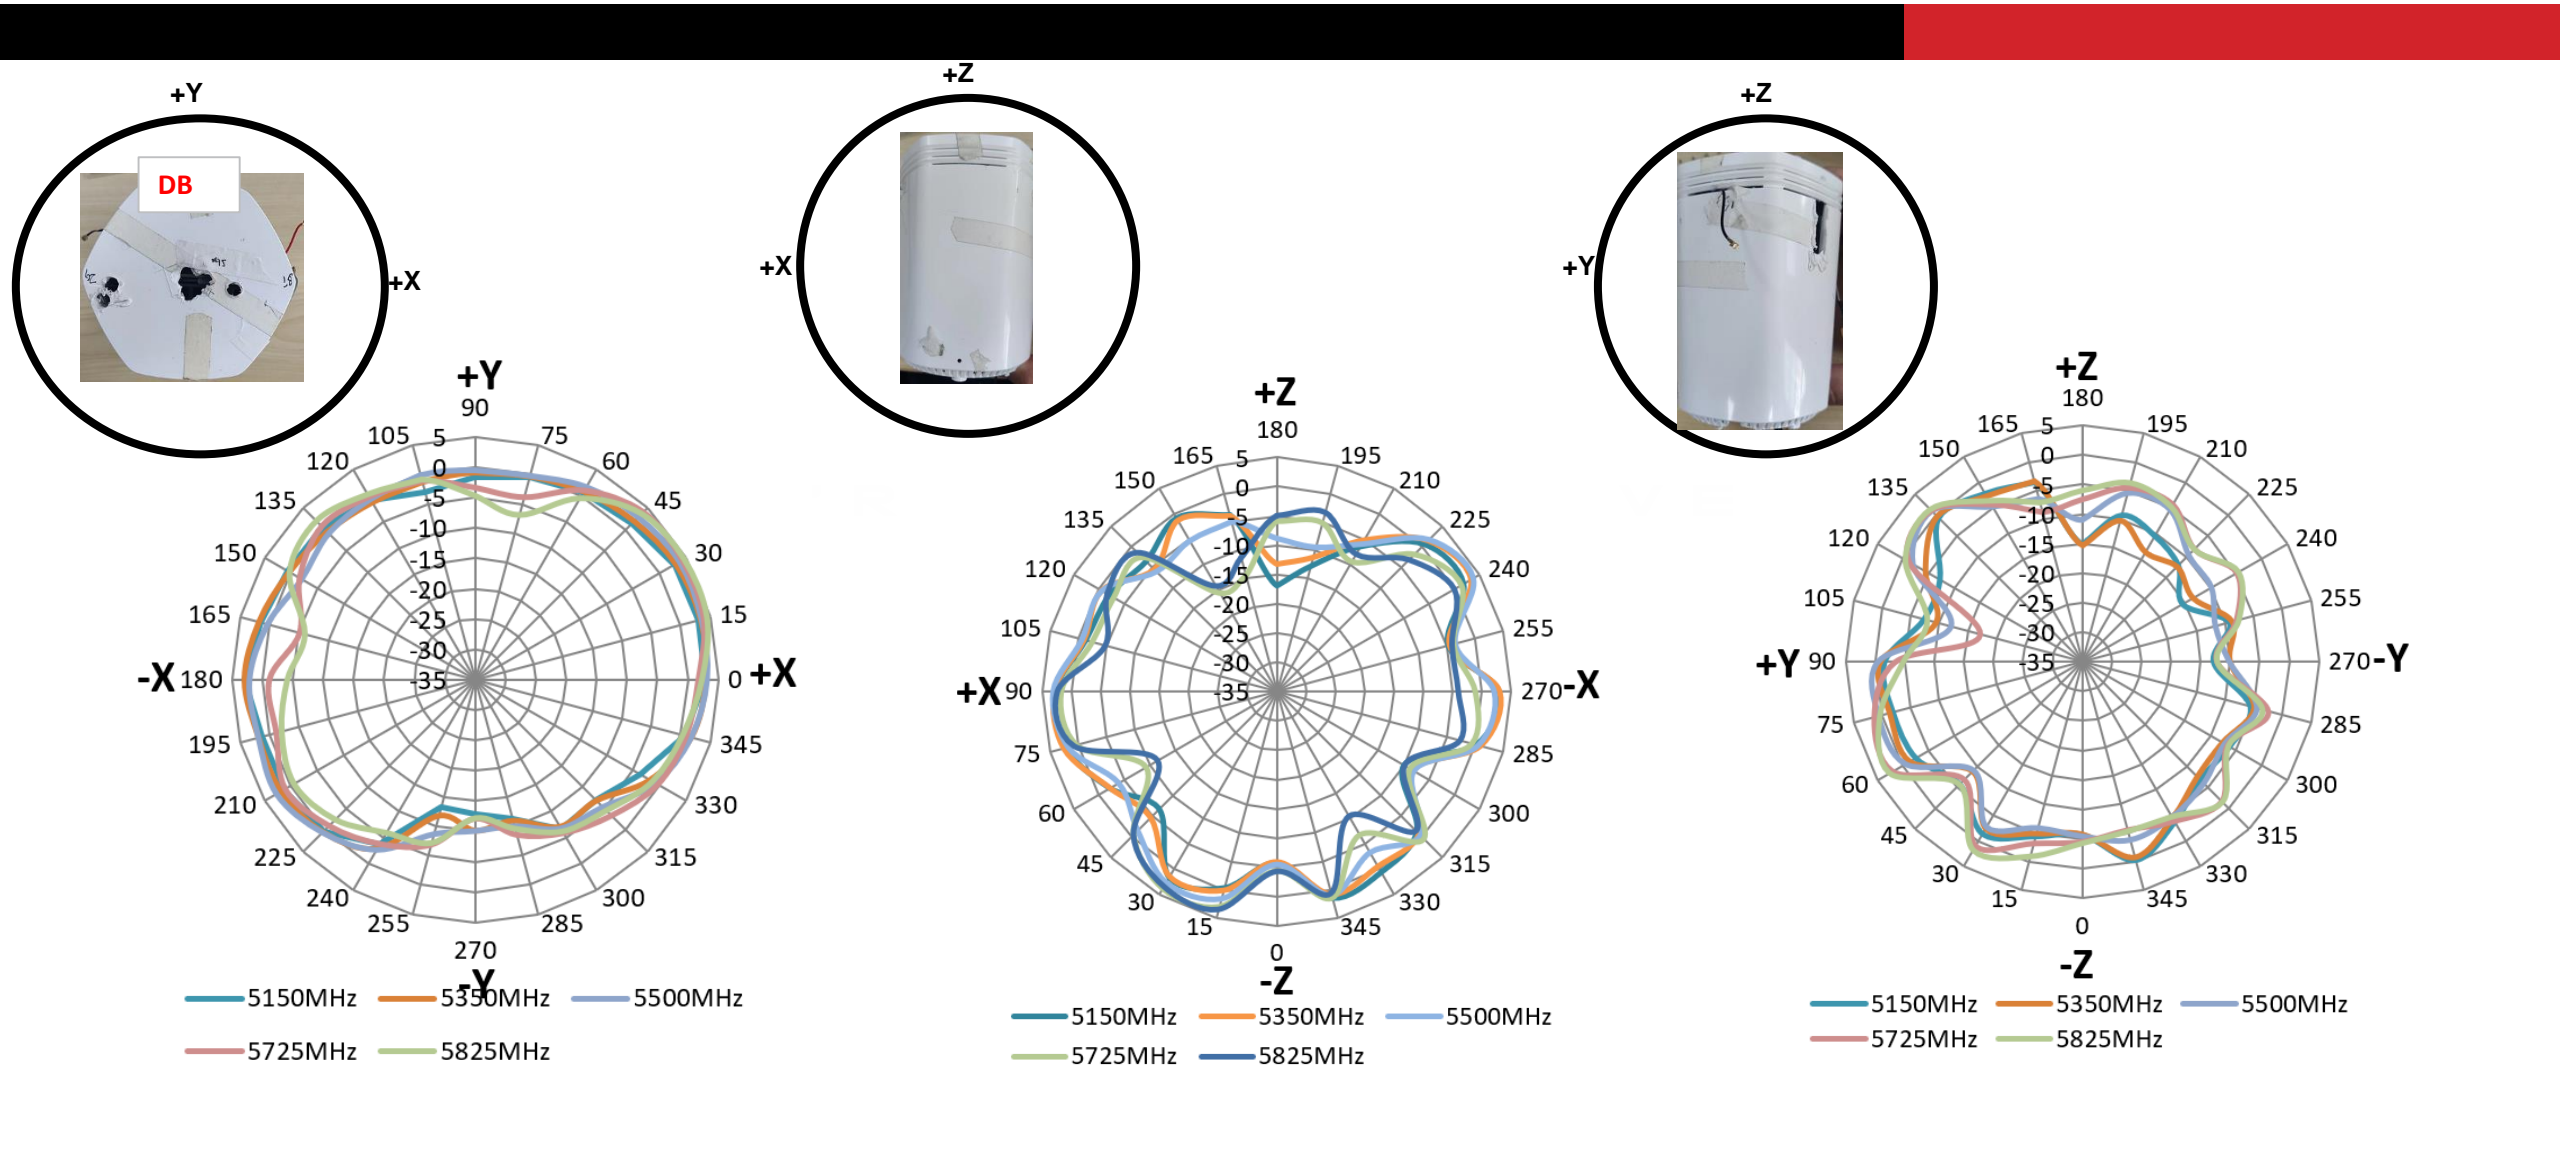 +Y
DB
+X
+Z
+X
+Z
+Y
+Y
90
105 5 75
120 0 60
135 -5 45
-10
150 -15 30
-20
165 -25 15
-30
-X 180 -35 0 +X
195 345
210 330
225 315
240 300
255 285
270
-Y
5150MHz 5350MHz 5500MHz
5725MHz 5825MHz
+Z
180
165 5 195
150 0 210
135 -5 225
-10
120 -15 240
-20
105 -25 255
-30
+X 90 -35 270 -X
75 285
60 300
45 315
30 330
15 345
0
-Z
5150MHz 5350MHz 5500MHz
5725MHz 5825MHz
+Z
180
165 5 195
150 0 210
135 -5 225
-10
120 -15 240
-20
105 -25 255
-30
+Y 90 -35 270 -Y
75 285
60 300
45 315
30 330
15 345
0
-Z
5150MHz 5350MHz 5500MHz
5725MHz 5825MHz